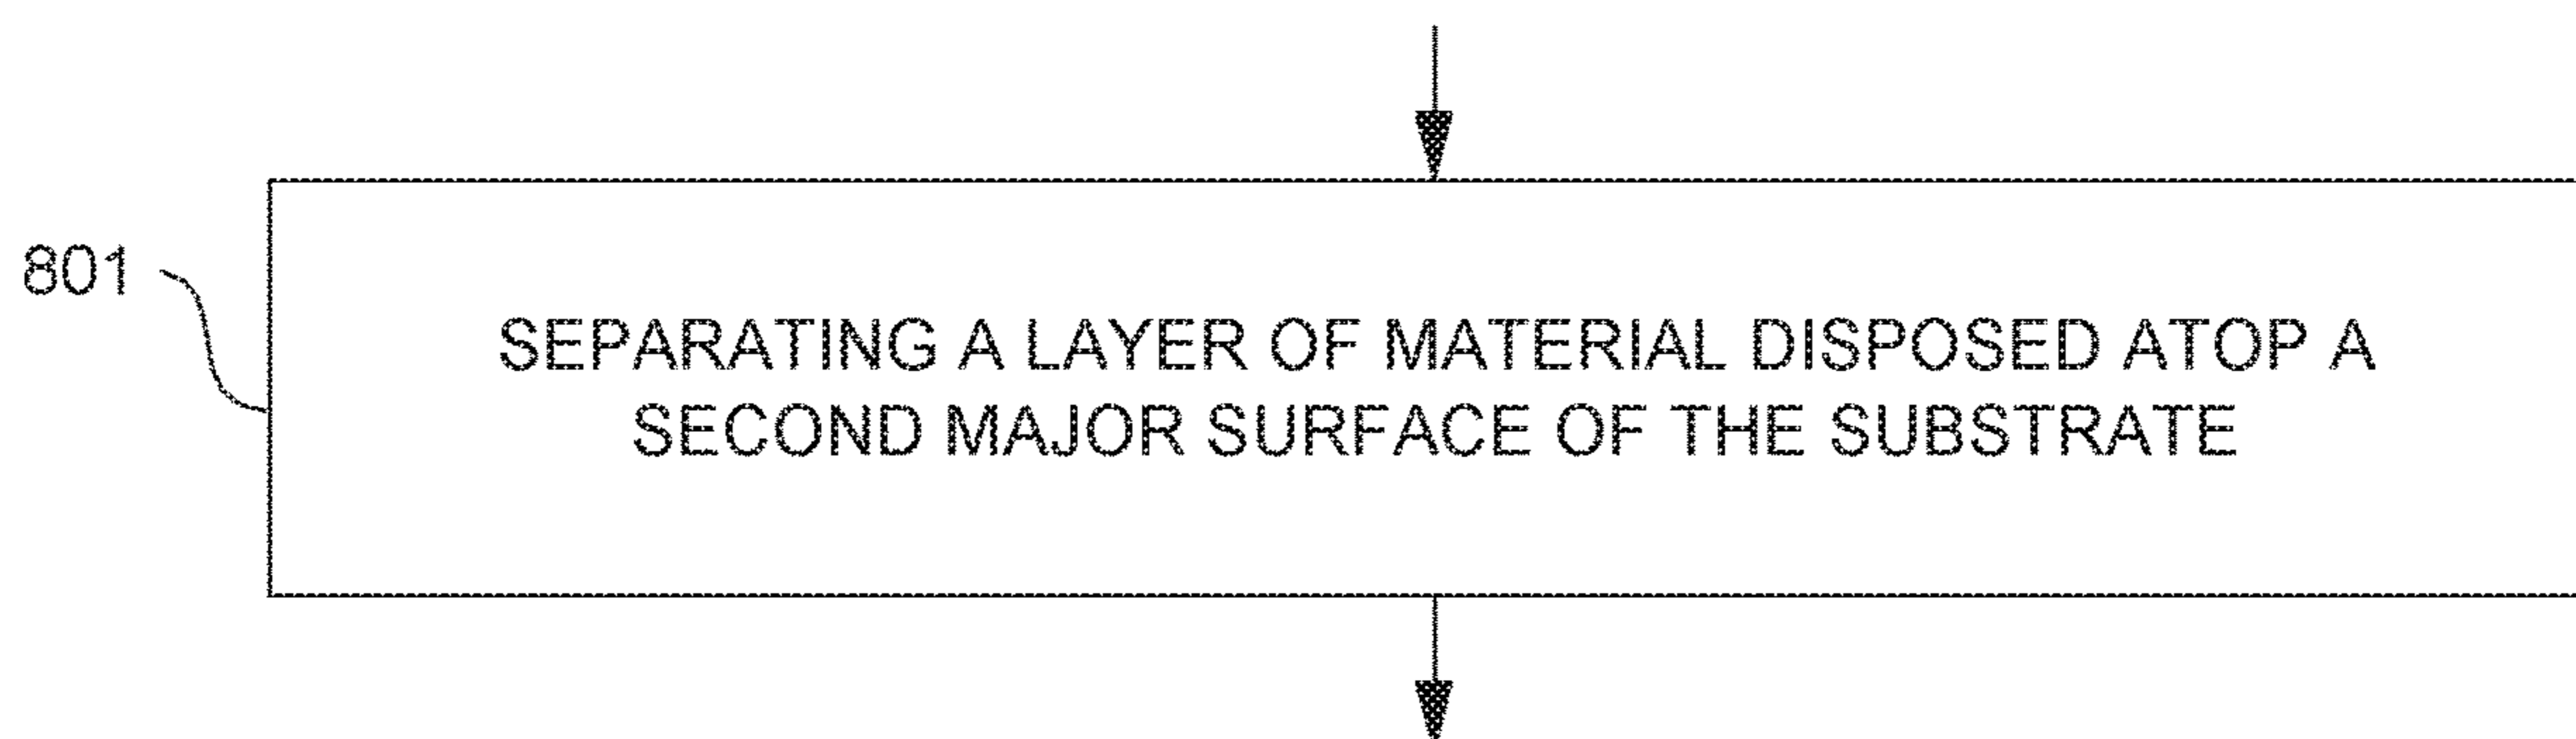 801
SEPARATING A LAYER OF MATERIAL DISPOSED ATOP A
SECOND MAJOR SURFACE OF THE SUBSTRATE